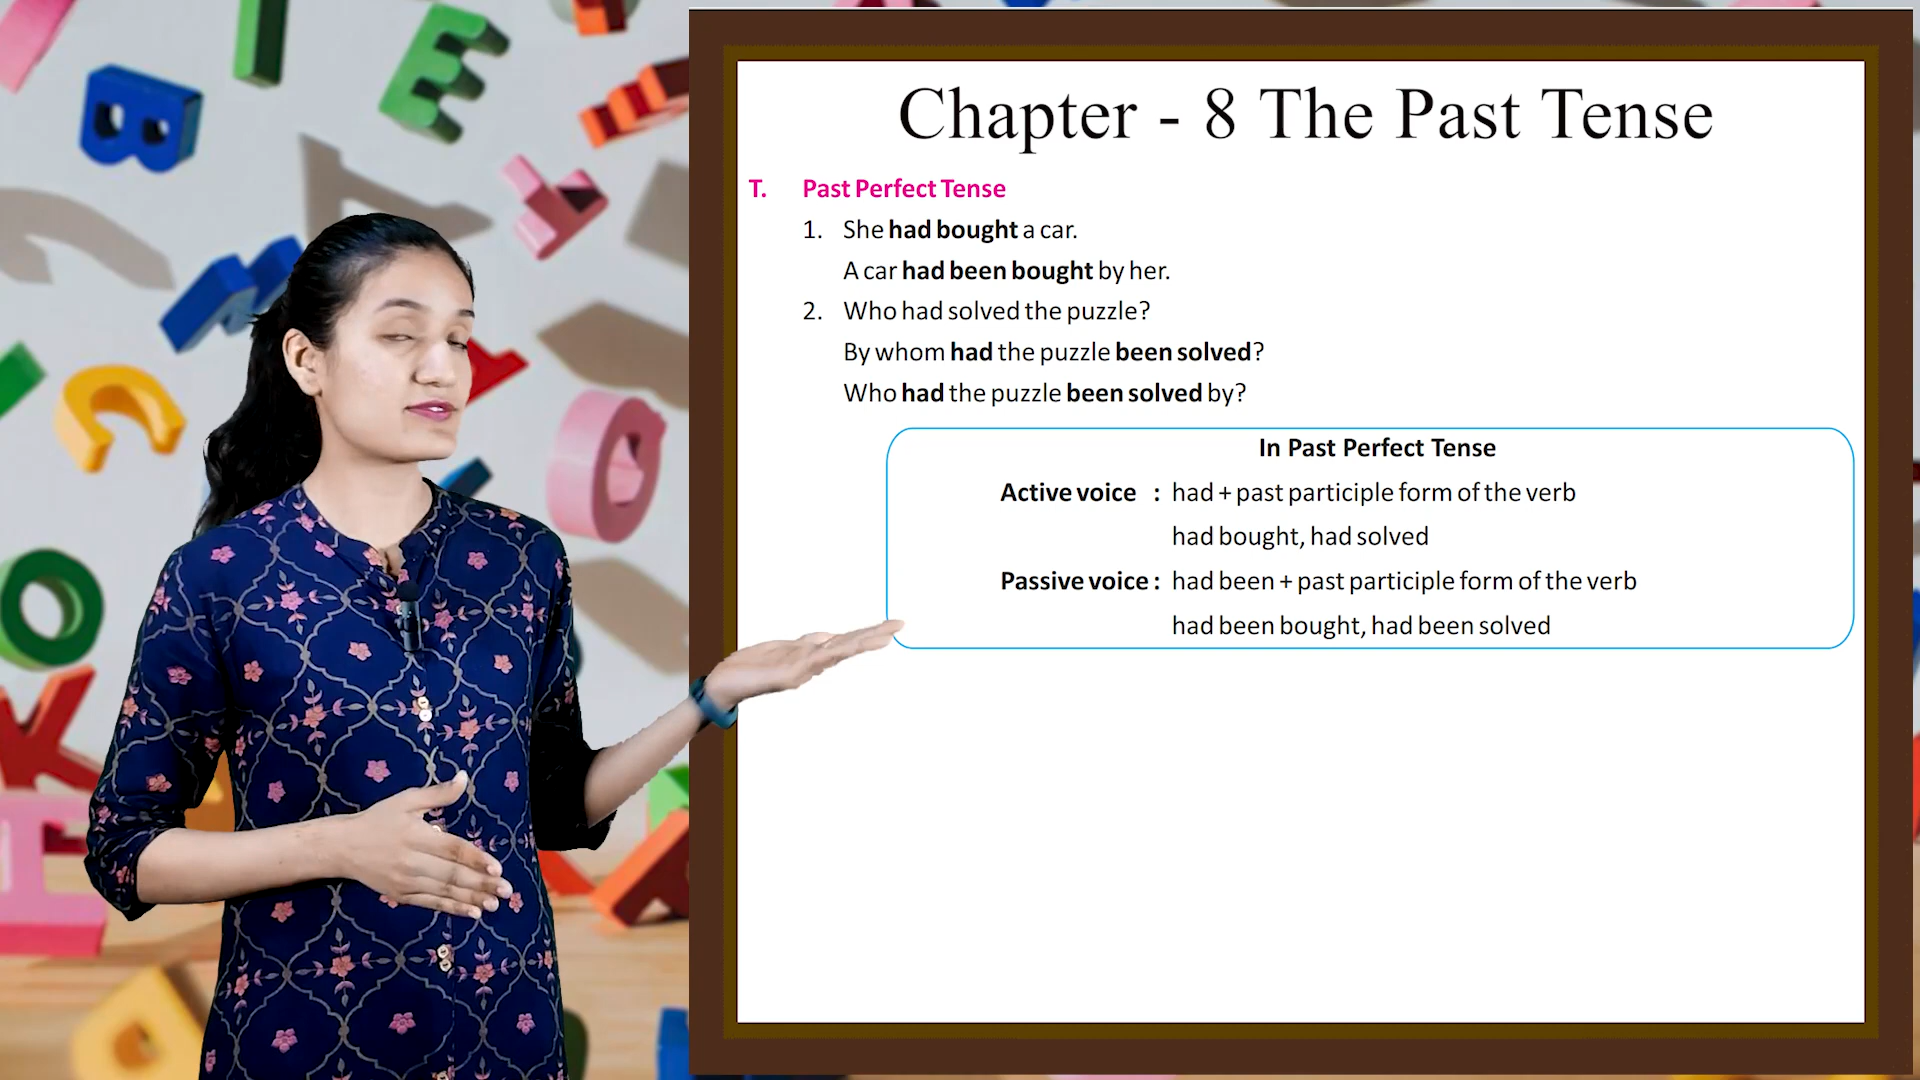 Chapter - 8 The Past Tense
T. Past Perfect Tense
1. She had bought a car.
A car had been bought by her.
2. Who had solved the puzzle?
By whom had the puzzle been solved?
Who had the puzzle been solved by?
In Past Perfect Tense
Active voice : had + past participle form of the verb
had bought, had solved
Passive voice : had been + past participle form of the verb
had been bought, had been solved